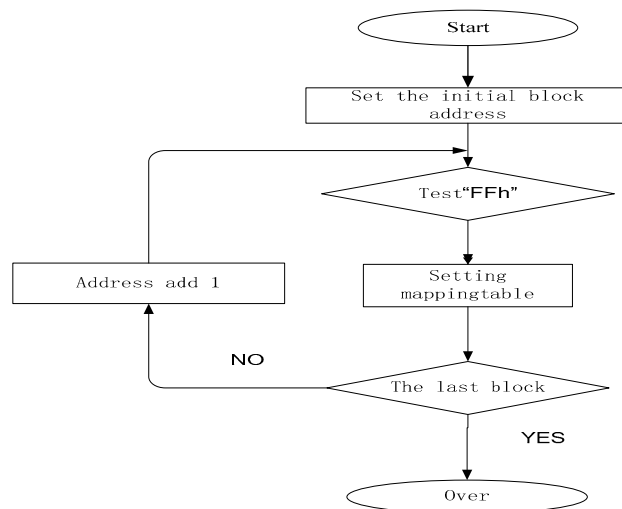 Start
Set the initial block
address
Test“FFh”
Setting
mappingtable
Address add 1
The last block
NO
YES
Over